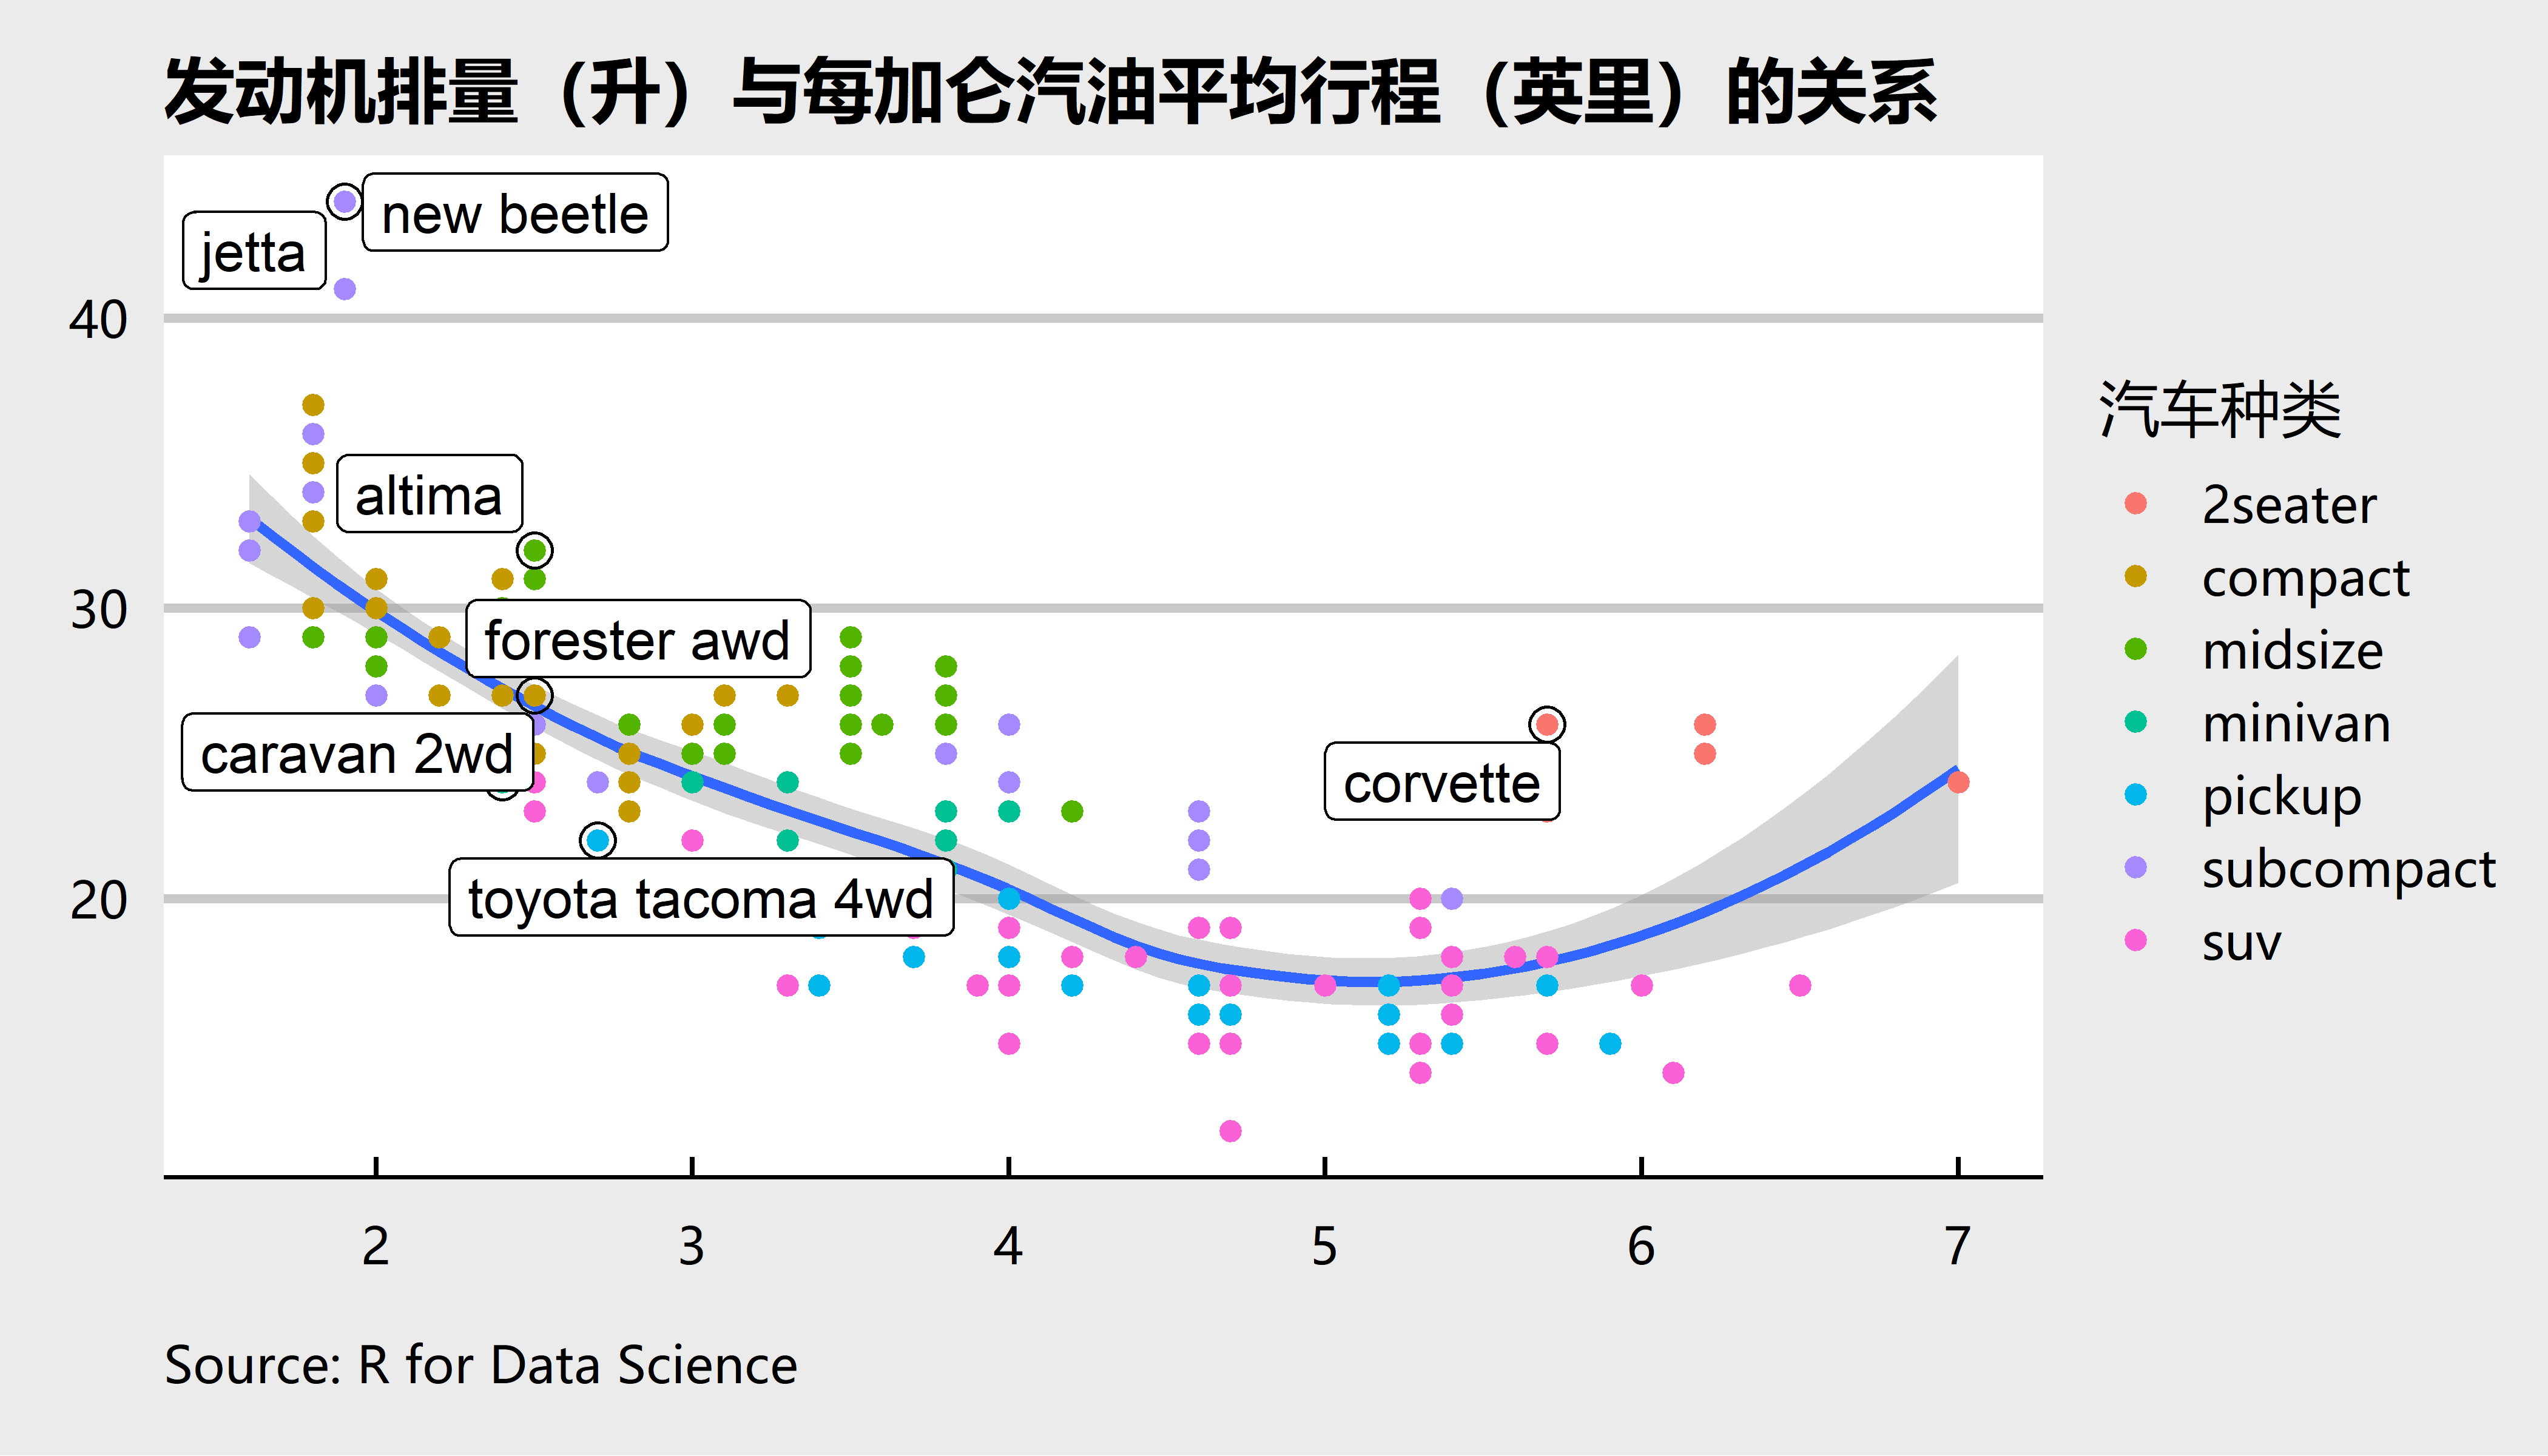 发动机排量（升）与每加仑汽油平均行程（英里）的关系
new beetle
jetta
40
altima
30
forester awd
caravan 2wd
corvette
toyota tacoma 4wd
20
2 3 4 5 6 7
汽车种类
2seater
compact
midsize
minivan
pickup
subcompact
suv
Source: R for Data Science